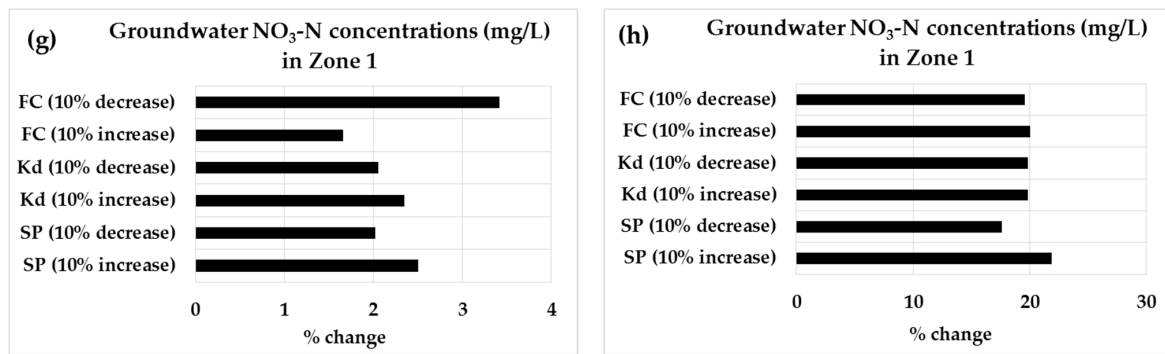 (g)
Groundwater NO₃-N concentrations (mg/L)
in Zone 1
FC (10% decrease)
FC (10% increase)
Kd (10% decrease)
Kd (10% increase)
SP (10% decrease)
SP (10% increase)
0 1 2 3 4
% change
(h)
Groundwater NO₃-N concentrations (mg/L)
in Zone 1
FC (10% decrease)
FC (10% increase)
Kd (10% decrease)
Kd (10% increase)
SP (10% decrease)
SP (10% increase)
0 10 20 30
% change